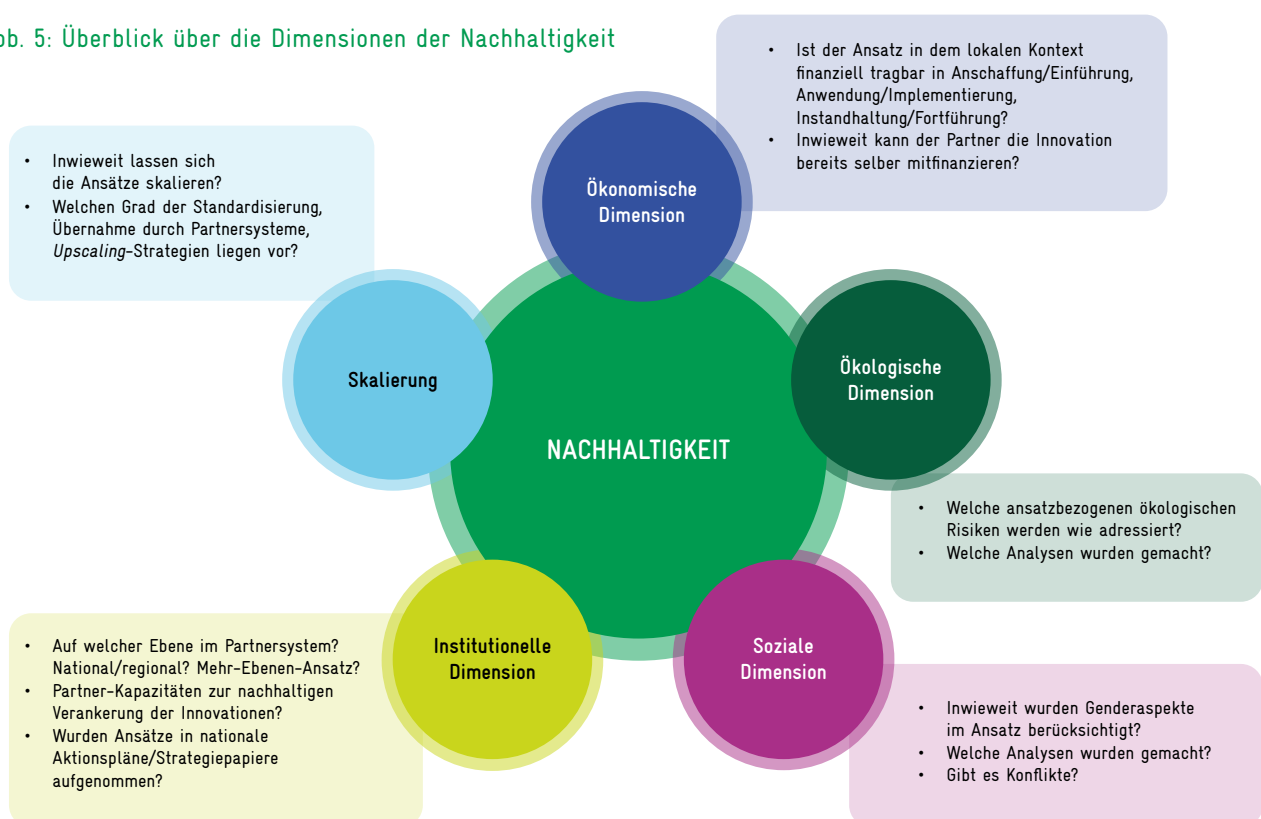 ob. 5: Überblick über die Dimensionen der Nachhaltigkeit
• Ist der Ansatz in dem lokalen Kontext
finanziell tragbar in Anschaffung/Einführung,
Anwendung/Implementierung,
Instandhaltung/Fortführung?
• Inwieweit kann der Partner die Innovation
bereits selber mitfinanzieren?
• Inwieweit lassen sich
die Ansätze skalieren?
• Welchen Grad der Standardisierung,
Übernahme durch Partnersysteme,
Upscaling-Strategien liegen vor?
Ökonomische
Dimension
Skalierung
Ökologische
Dimension
NACHHALTIGKEIT
• Welche ansatzbezogenen ökologischen
Risiken werden wie adressiert?
• Welche Analysen wurden gemacht?
Institutionelle
Dimension
Soziale
Dimension
• Auf welcher Ebene im Partnersystem?
National/regional? Mehr-Ebenen-Ansatz?
• Partner-Kapazitäten zur nachhaltigen
Verankerung der Innovationen?
• Wurden Ansätze in nationale
Aktionspläne/Strategiepapiere
aufgenommen?
• Inwieweit wurden Genderaspekte
im Ansatz berücksichtigt?
• Welche Analysen wurden gemacht?
• Gibt es Konflikte?